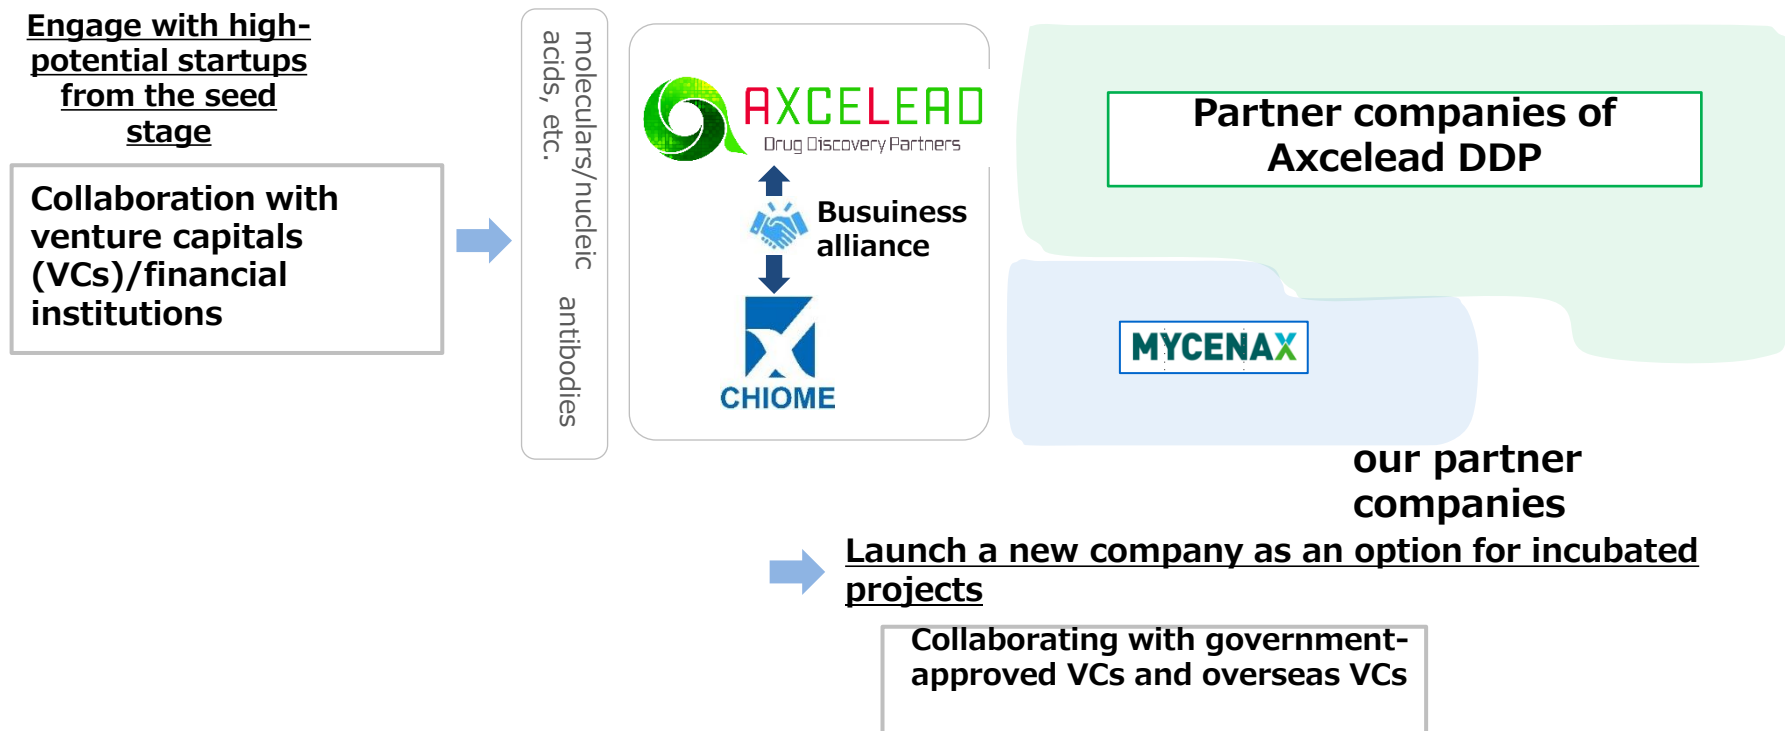 Engage with high-
potential startups
from the seed
stage
Collaboration with
venture capitals
(VCs)/financial
institutions
moleculars/nucleic
acids, etc.
antibodies
AXCELEAD
Drug Discovery Partners
Busuiness
alliance
CHIOME
Partner companies of
Axcelead DDP
MYCENAX
our partner
companies
Launch a new company as an option for incubated
projects
Collaborating with government-
approved VCs and overseas VCs